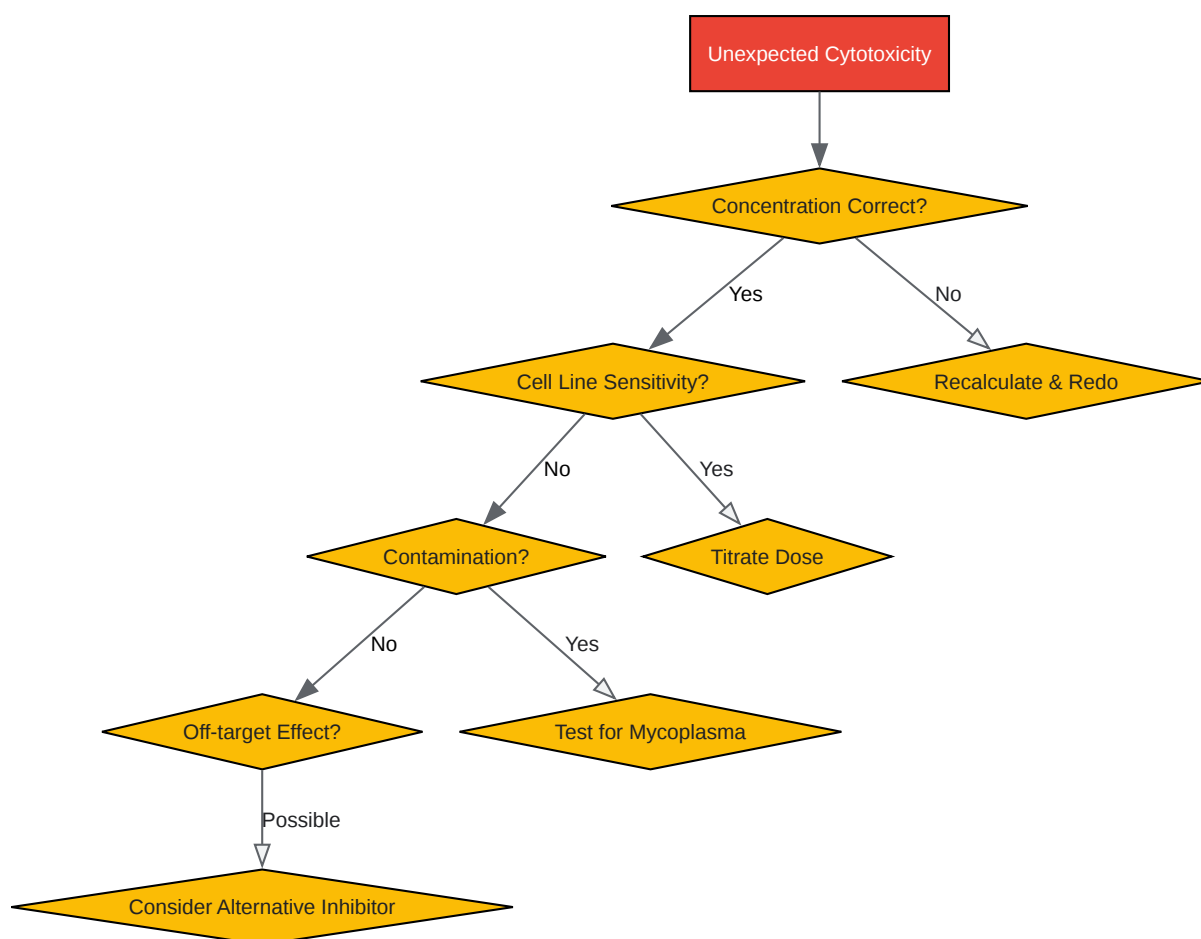 Unexpected Cytotoxicity
Concentration Correct?
Yes
No
Cell Line Sensitivity?
Recalculate & Redo
No
Yes
Contamination?
Titrate Dose
No
Yes
Off-target Effect?
Test for Mycoplasma
Possible
Consider Alternative Inhibitor